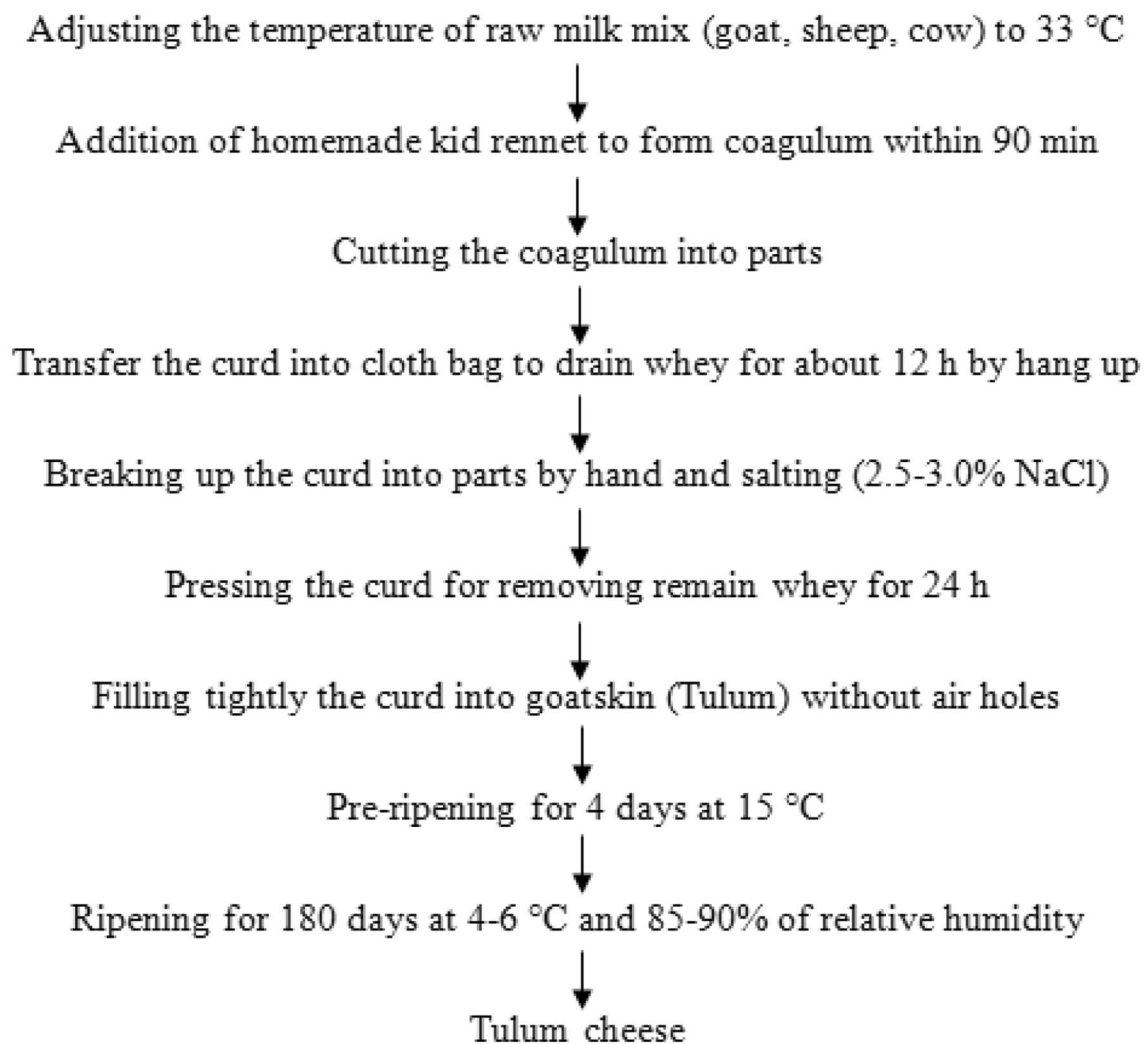 Adjusting the temperature of raw milk mix (goat, sheep, cow) to 33 °C
Addition of homemade kid rennet to form coagulum within 90 min
Cutting the coagulum into parts
Transfer the curd into cloth bag to drain whey for about 12 h by hang up
Breaking up the curd into parts by hand and salting (2.5-3.0% NaCl)
Pressing the curd for removing remain whey for 24 h
Filling tightly the curd into goatskin (Tulum) without air holes
Pre-ripening for 4 days at 15 °C
Ripening for 180 days at 4-6 °C and 85-90% of relative humidity
Tulum cheese